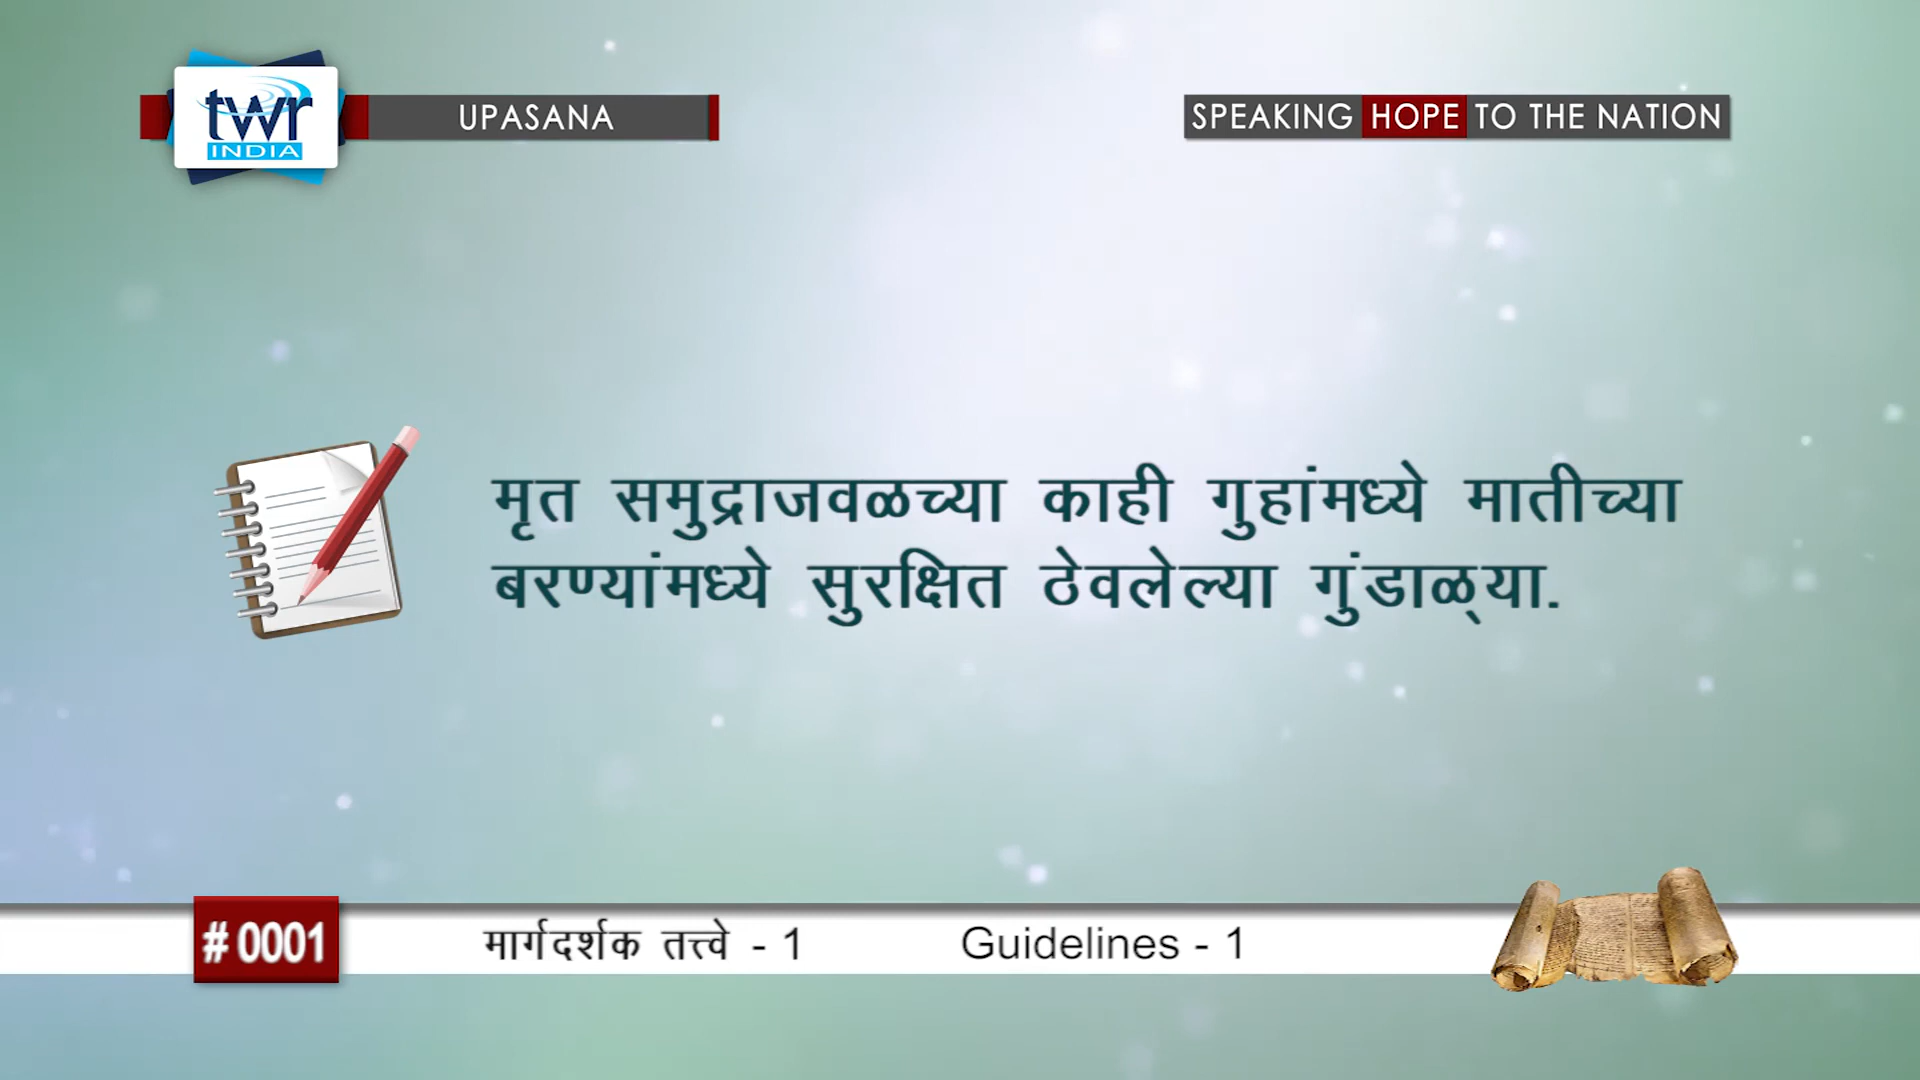 twr
INDIA
UPASANA
SPEAKING HOPE TO THE NATION
मृत समुद्राजवळच्या काही गुहांमध्ये मातीच्या
बरण्यांमध्ये सुरक्षित ठेवलेल्या गुंडाळ्या.
# 0001
मार्गदर्शक तत्त्वे - 1
Guidelines - 1